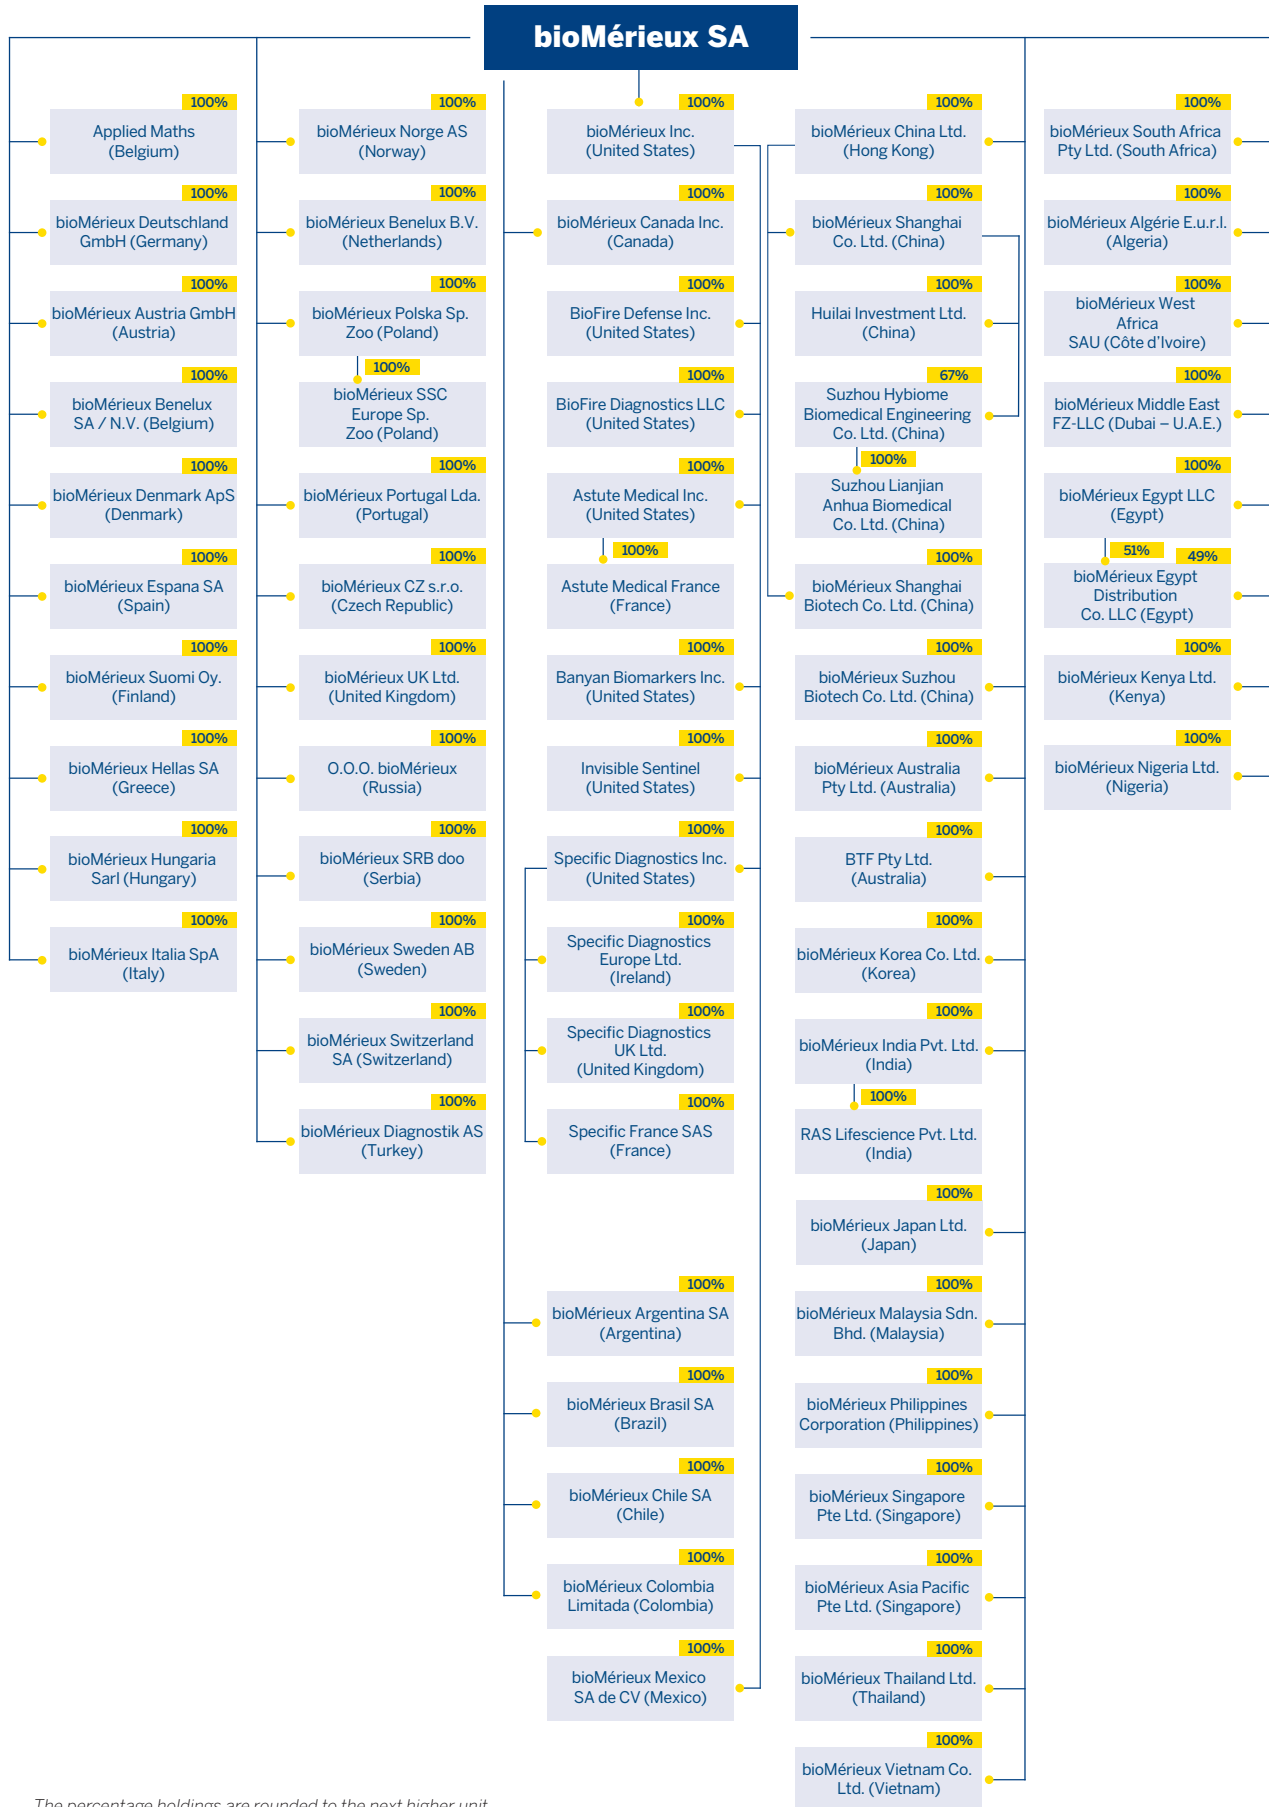 bioMérieux SA
100%
Applied Maths
(Belgium)
100%
bioMérieux Deutschland
GmbH (Germany)
100%
bioMérieux Austria GmbH
(Austria)
100%
bioMérieux Benelux
SA / N.V. (Belgium)
100%
bioMérieux Denmark ApS
(Denmark)
100%
bioMérieux Espana SA
(Spain)
100%
bioMérieux Suomi Oy.
(Finland)
100%
bioMérieux Hellas SA
(Greece)
100%
bioMérieux Hungaria
Sarl (Hungary)
100%
bioMérieux Italia SpA
(Italy)
100%
bioMérieux Norge AS
(Norway)
100%
bioMérieux Benelux B.V.
(Netherlands)
100%
bioMérieux Polska Sp.
Zoo (Poland)
100%
bioMérieux SSC
Europe Sp.
Zoo (Poland)
100%
bioMérieux Portugal Lda.
(Portugal)
100%
bioMérieux CZ s.r.o.
(Czech Republic)
100%
bioMérieux UK Ltd.
(United Kingdom)
100%
O.O.O. bioMérieux
(Russia)
100%
bioMérieux SRB doo
(Serbia)
100%
bioMérieux Sweden AB
(Sweden)
100%
bioMérieux Switzerland
SA (Switzerland)
100%
bioMérieux Diagnostik AS
(Turkey)
100%
bioMérieux Inc.
(United States)
100%
bioMérieux Canada Inc.
(Canada)
100%
BioFire Defense Inc.
(United States)
100%
BioFire Diagnostics LLC
(United States)
100%
Astute Medical Inc.
(United States)
100%
Astute Medical France
(France)
100%
Banyan Biomarkers Inc.
(United States)
100%
Invisible Sentinel
(United States)
100%
Specific Diagnostics Inc.
(United States)
100%
Specific Diagnostics
Europe Ltd.
(Ireland)
100%
Specific Diagnostics
UK Ltd.
(United Kingdom)
100%
Specific France SAS
(France)
100%
bioMérieux Argentina SA
(Argentina)
100%
bioMérieux Brasil SA
(Brazil)
100%
bioMérieux Chile SA
(Chile)
100%
bioMérieux Colombia
Limitada (Colombia)
100%
bioMérieux Mexico
SA de CV (Mexico)
100%
bioMérieux China Ltd.
(Hong Kong)
100%
bioMérieux Shanghai
Co. Ltd. (China)
100%
Huilai Investment Ltd.
(China)
67%
Suzhou Hybiome
Biomedical Engineering
Co. Ltd. (China)
100%
Suzhou Lianjian
Anhua Biomedical
Co. Ltd. (China)
100%
bioMérieux Shanghai
Biotech Co. Ltd. (China)
100%
bioMérieux Suzhou
Biotech Co. Ltd. (China)
100%
bioMérieux Australia
Pty Ltd. (Australia)
100%
BTF Pty Ltd.
(Australia)
100%
bioMérieux Korea Co. Ltd.
(Korea)
100%
bioMérieux India Pvt. Ltd.
(India)
100%
RAS Lifescience Pvt. Ltd.
(India)
100%
bioMérieux Japan Ltd.
(Japan)
100%
bioMérieux Malaysia Sdn.
Bhd. (Malaysia)
100%
bioMérieux Philippines
Corporation (Philippines)
100%
bioMérieux Singapore
Pte Ltd. (Singapore)
100%
bioMérieux Asia Pacific
Pte Ltd. (Singapore)
100%
bioMérieux Thailand Ltd.
(Thailand)
100%
bioMérieux Vietnam Co.
Ltd. (Vietnam)
100%
bioMérieux South Africa
Pty Ltd. (South Africa)
100%
bioMérieux Algérie E.u.r.l.
(Algeria)
100%
bioMérieux West
Africa
SAU (Côte d'Ivoire)
100%
bioMérieux Middle East
FZ-LLC (Dubai – U.A.E.)
100%
bioMérieux Egypt LLC
(Egypt)
51%
49%
bioMérieux Egypt
Distribution
Co. LLC (Egypt)
100%
bioMérieux Kenya Ltd.
(Kenya)
100%
bioMérieux Nigeria Ltd.
(Nigeria)
The percentage holdings are rounded to the next higher unit